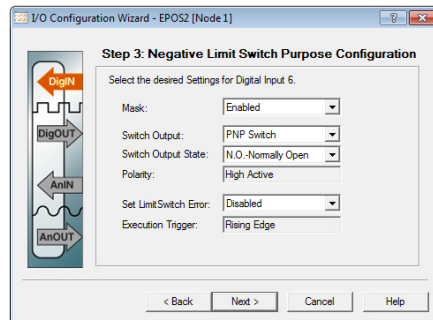 I/O Configuration Wizard - EPOS2 [Node 1]
Step 3: Negative Limit Switch Purpose Configuration
Select the desired Settings for Digital Input 6.
DigIN
DigOUT
AnIN
AnOUT
Mask: Enabled
Switch Output: PNP Switch
Switch Output State: N.O.-Normally Open
Polarity: High Active
Set LimitSwitch Error: Disabled
Execution Trigger: Rising Edge
< Back Next > Cancel Help